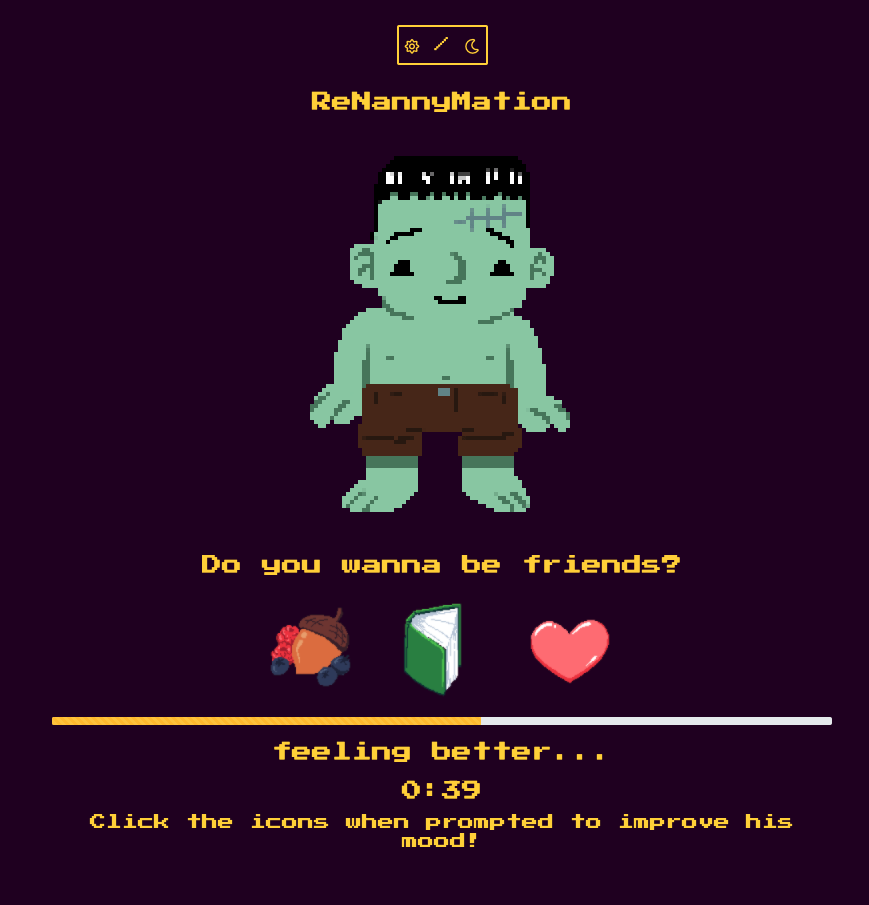 ReNannyMation
Do you wanna be friends?
feeling better...
0:39
Click the icons when prompted to improve his
mood!